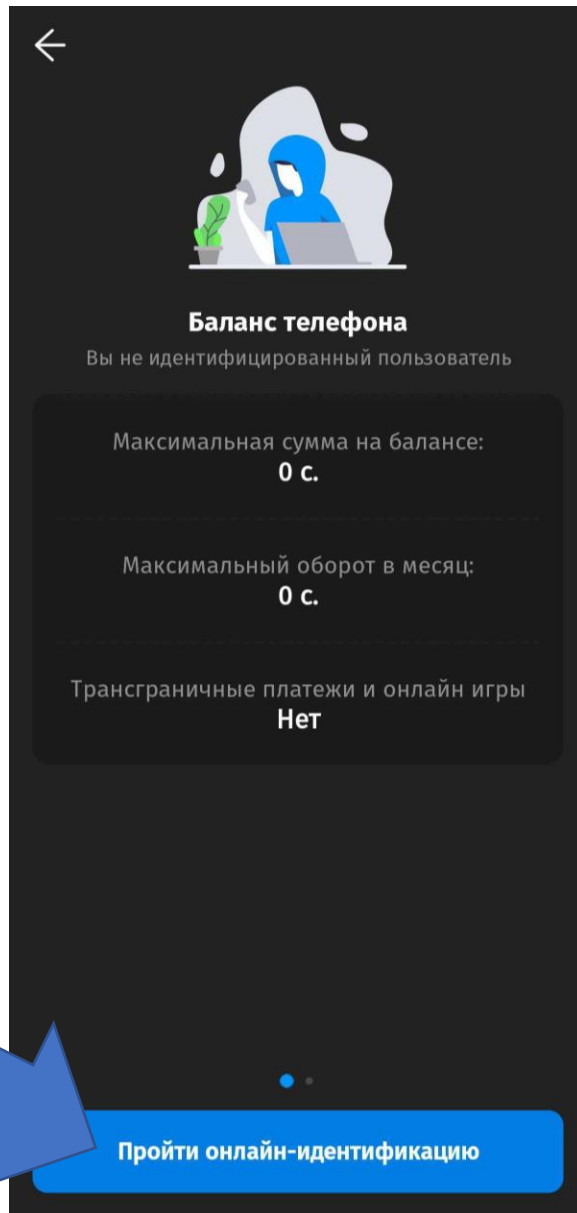 Баланс телефона
Вы не идентифицированный пользователь
Максимальная сумма на балансе:
0 с.
Максимальный оборот в месяц:
0 с.
Трансграничные платежи и онлайн игры
Нет
Пройти онлайн-идентификацию